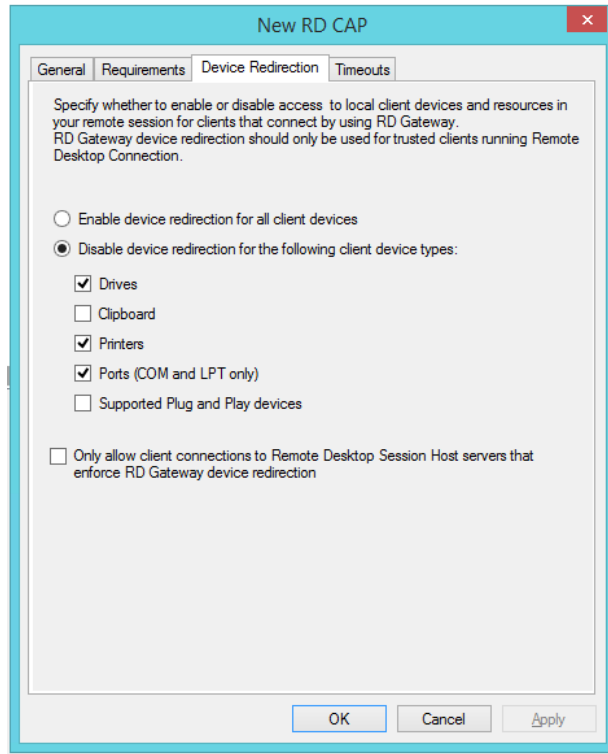 New RD CAP
General Requirements Device Redirection Timeouts
Specify whether to enable or disable access to local client devices and resources in
your remote session for clients that connect by using RD Gateway.
RD Gateway device redirection should only be used for trusted clients running Remote
Desktop Connection.
Enable device redirection for all client devices
Disable device redirection for the following client device types:
Drives
Clipboard
Printers
Ports (COM and LPT only)
Supported Plug and Play devices
Only allow client connections to Remote Desktop Session Host servers that
enforce RD Gateway device redirection
OK Cancel Apply